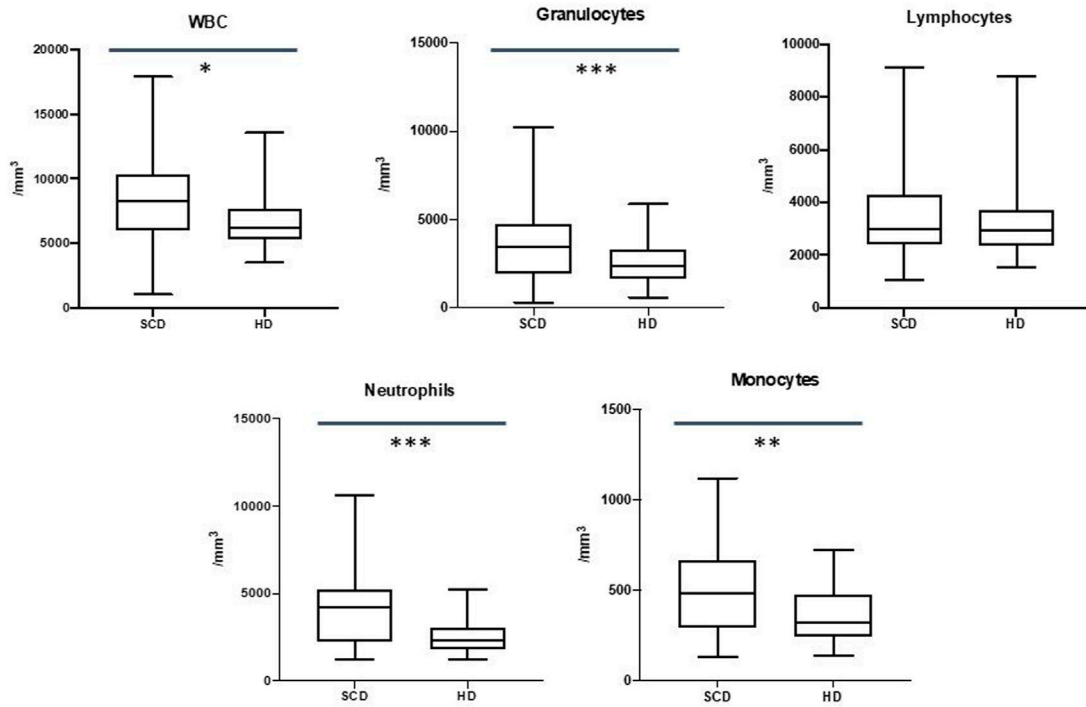 WBC
20000
15000
10000
5000
0
/mm³
*
SCD
HD
Granulocytes
15000
10000
5000
0
/mm³
***
SCD
HD
Lymphocytes
10000
8000
6000
4000
2000
0
/mm³
SCD
HD
Neutrophils
15000
10000
5000
0
/mm³
***
SCD
HD
Monocytes
1500
1000
500
0
/mm³
**
SCD
HD